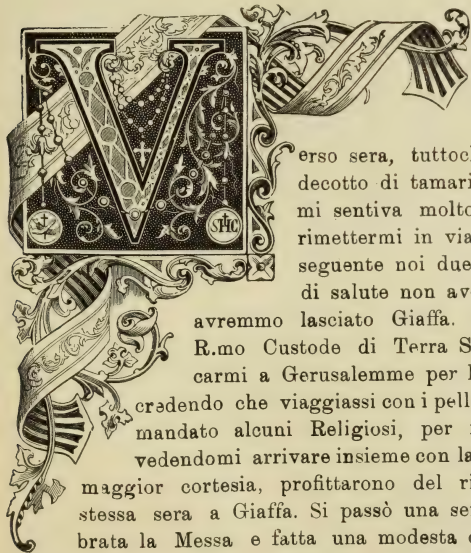 Verso sera, tuttoc
decotto di tamari
mi sentiva molto
rimettermi in via
seguente noi due
di salute non av
avremmo lasciato Giaffa.
R.mo Custode di Terra S
carmi a Gerusalemme per l
credendo che viaggiassi con i pell
mandato alcuni Religiosi, per
vedendomi arrivare insieme con la
maggior cortesia, profittarono del ri
stessa sera a Giaffa. Si passò una se
brata la Messa e fatta una modesta